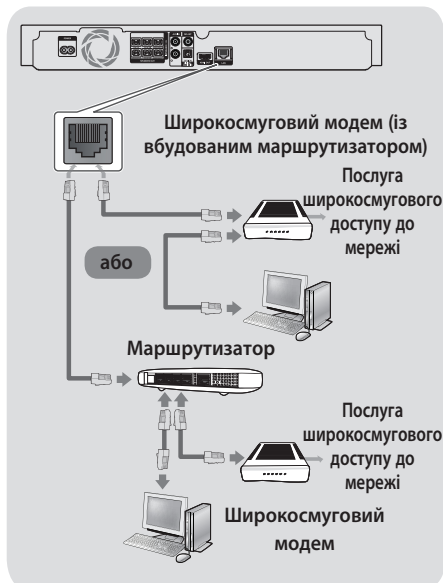 Широкосмуговий модем (із
вбудованим маршрутизатором)
Послуга
широкосмугового
доступу до
мережі
або
Маршрутизатор
Послуга
широкосмугового
доступу до
мережі
Широкосмуговий
модем